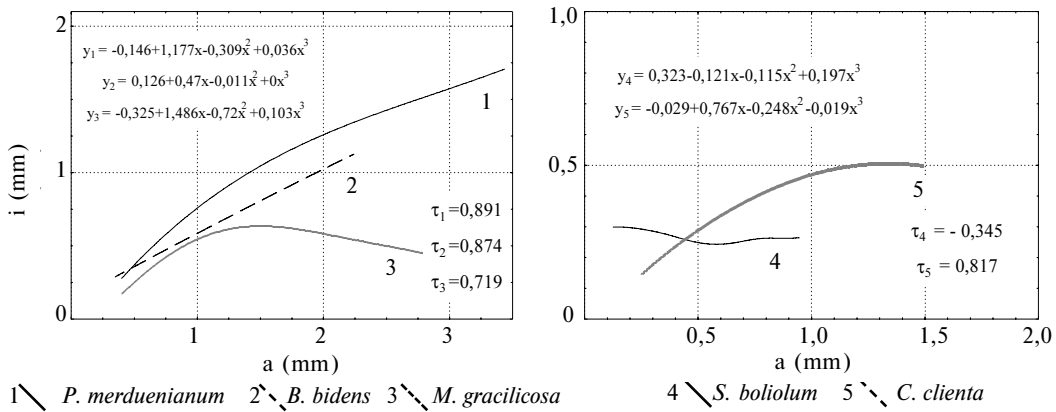 2
y₁ = -0,146+1,177x-0,309x²+0,036x³
y₂ = 0,126+0,47x-0,011x²+0x³
y₃ = -0,325+1,486x-0,72x²+0,103x³
1
i (mm)
1
2
3
τ₁=0,891
τ₂=0,874
τ₃=0,719
0
1 2 3
a (mm)
1,0
y₄= 0,323-0,121x-0,115x²+0,197x³
y₅= -0,029+0,767x-0,248x²-0,019x³
0,5
i (mm)
5
4
τ₄ = - 0,345
τ₅ = 0,817
0
0,5 1,0 1,5 2,0
a (mm)
1 P. merduenianum 2 B. bidens 3 M. gracilicosa 4 S. boliolum 5 C. clienta